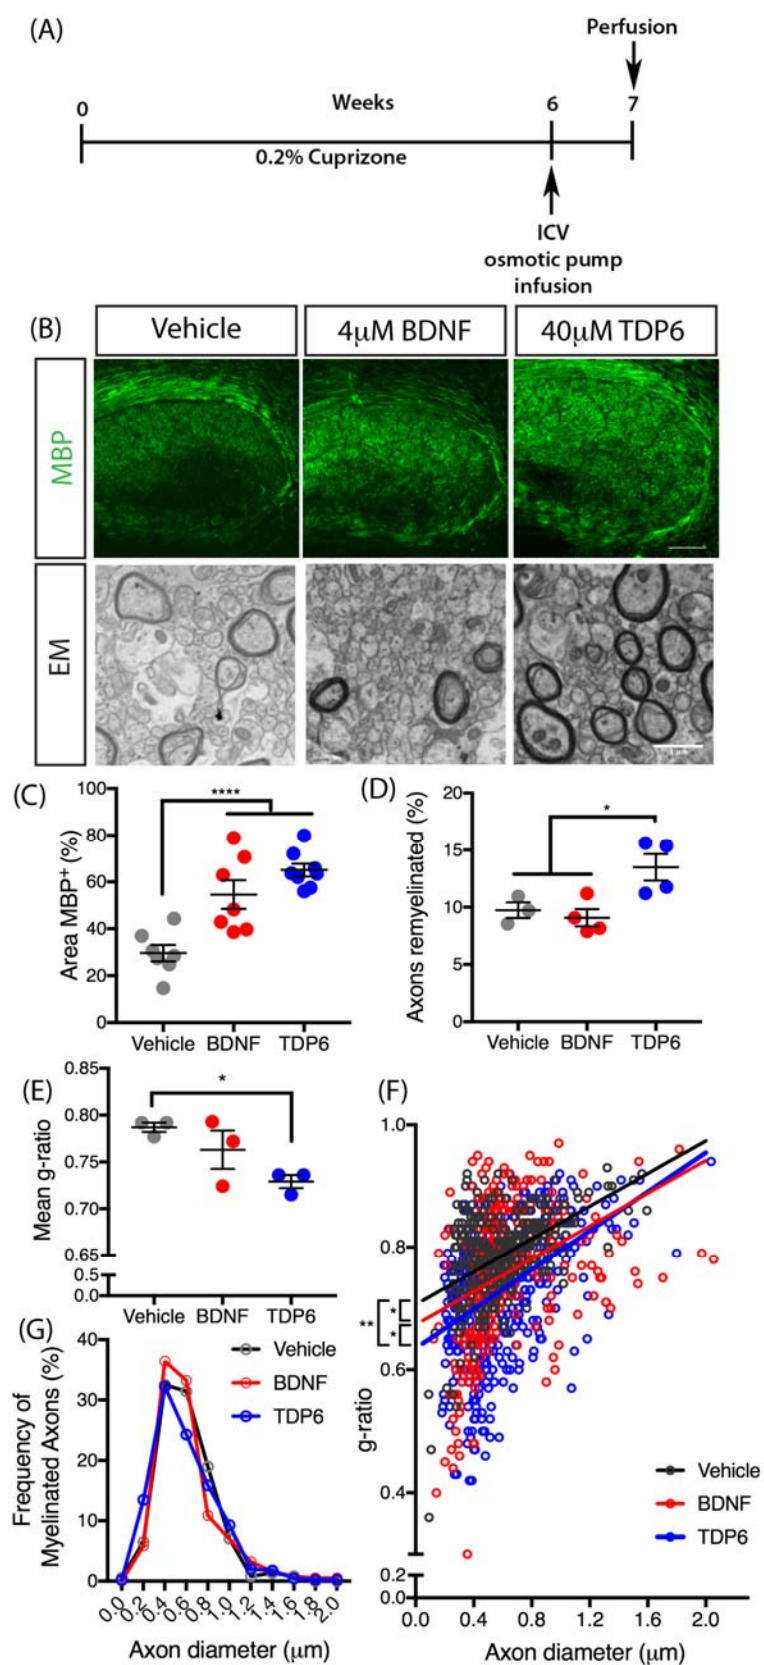 (A)
Perfusion
0
Weeks
6
7
0.2% Cuprizone
ICV
osmotic pump
infusion
(B)
Vehicle
4μM BDNF
40μM TDP6
MBP
EM
(C)
Area MBP⁺ (%)
100
80
60
40
20
0
****
Vehicle
BDNF
TDP6
(D)
Axons remyelinated (%)
20
15
10
5
0
*
Vehicle
BDNF
TDP6
(E)
Mean g-ratio
0.85
0.80
0.75
0.70
0.65
0.5
0.0
*
Vehicle
BDNF
TDP6
(F)
g-ratio
1.0
0.8
0.6
0.4
0.2
0.0
**
*
*
Vehicle
BDNF
TDP6
0.0
0.4
0.8
1.2
1.6
2.0
Axon diameter (μm)
(G)
Frequency of
Myelinated Axons (%)
40
30
20
10
0
Vehicle
BDNF
TDP6
0.0
0.2
0.4
0.6
0.8
1.0
1.2
1.4
1.6
1.8
2.0
Axon diameter (μm)